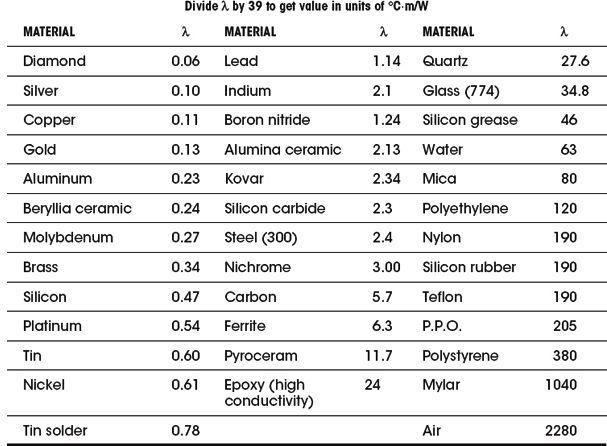 Divide λ by 39 to get value in units of °C·m/W
MATERIAL λ MATERIAL λ MATERIAL λ
Diamond 0.06 Lead 1.14 Quartz 27.6
Silver 0.10 Indium 2.1 Glass (774) 34.8
Copper 0.11 Boron nitride 1.24 Silicon grease 46
Gold 0.13 Alumina ceramic 2.13 Water 63
Aluminum 0.23 Kovar 2.34 Mica 80
Beryllia ceramic 0.24 Silicon carbide 2.3 Polyethylene 120
Molybdenum 0.27 Steel (300) 2.4 Nylon 190
Brass 0.34 Nichrome 3.00 Silicon rubber 190
Silicon 0.47 Carbon 5.7 Teflon 190
Platinum 0.54 Ferrite 6.3 P.P.O. 205
Tin 0.60 Pyroceram 11.7 Polystyrene 380
Nickel 0.61 Epoxy (high 24 Mylar 1040
conductivity)
Tin solder 0.78 Air 2280